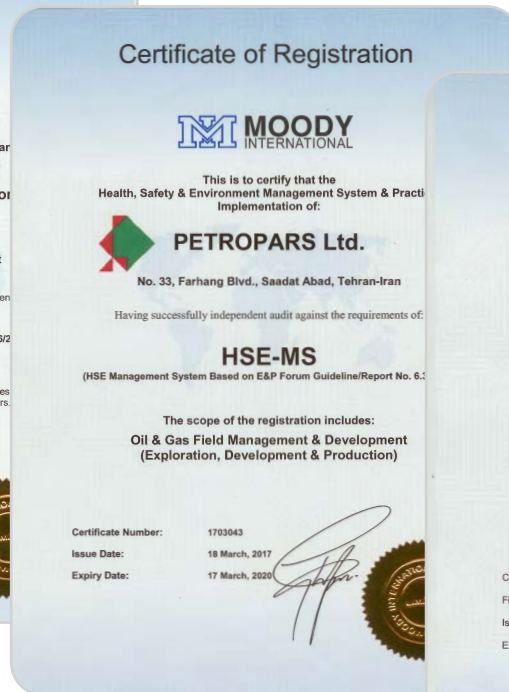 Certificate of Registration
MOODY
INTERNATIONAL
This is to certify that the
Health, Safety & Environment Management System & Practi
Implementation of:
PETROPARS Ltd.
No. 33, Farhang Blvd., Saadat Abad, Tehran-Iran
Having successfully independent audit against the requirements of:
HSE-MS
(HSE Management System Based on E&P Forum Guideline/Report No. 6.3
The scope of the registration includes:
Oil & Gas Field Management & Development
(Exploration, Development & Production)
Certificate Number: 1703043
Issue Date: 18 March, 2017
Expiry Date: 17 March, 2020